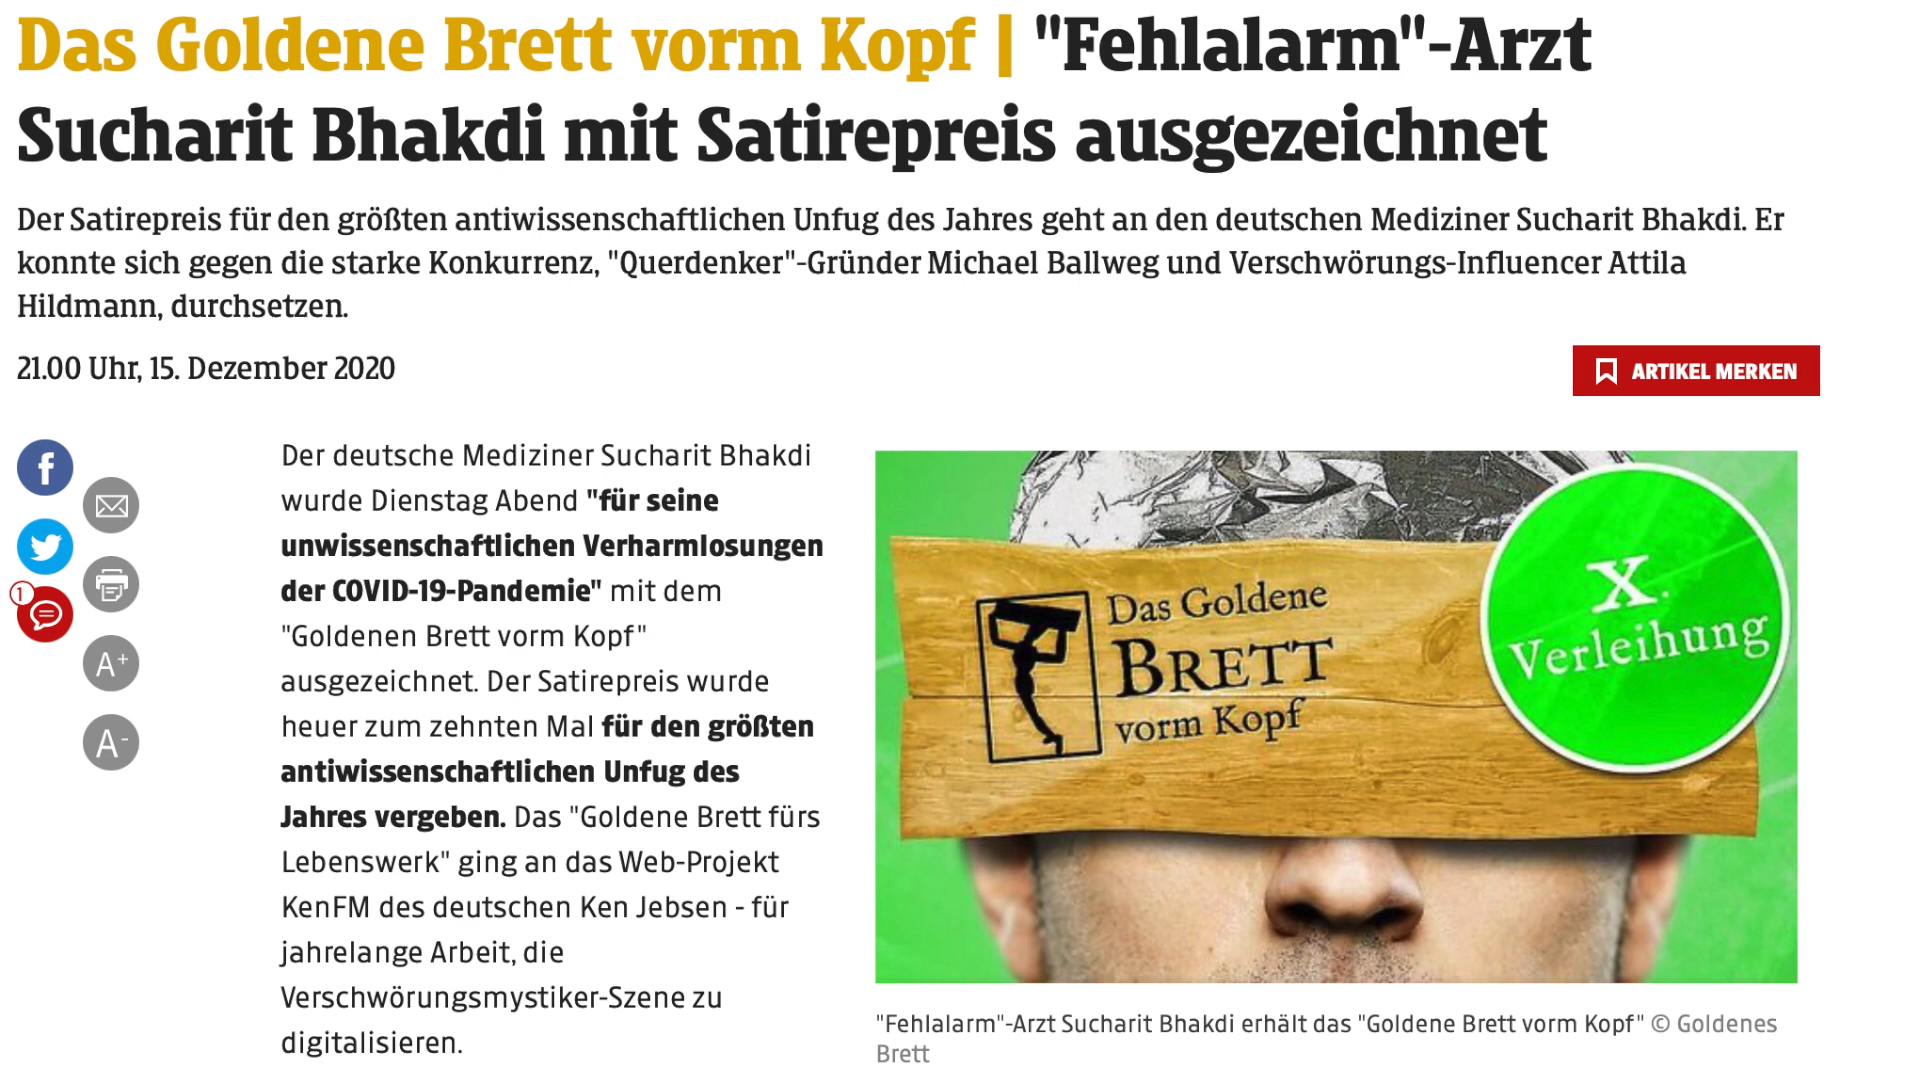 Das Goldene Brett vorm Kopf | "Fehlalarm"-Arzt
Sucharit Bhakdi mit Satirepreis ausgezeichnet
Der Satirepreis für den größten antiwissenschaftlichen Unfug des Jahres geht an den deutschen Mediziner Sucharit Bhakdi. Er
konnte sich gegen die starke Konkurrenz, "Querdenker"-Gründer Michael Ballweg und Verschwörungs-Influencer Attila
Hildmann, durchsetzen.
21.00 Uhr, 15. Dezember 2020
ARTIKEL MERKEN
1
A+
A-
Der deutsche Mediziner Sucharit Bhakdi
wurde Dienstag Abend "für seine
unwissenschaftlichen Verharmlosungen
der COVID-19-Pandemie" mit dem
"Goldenen Brett vorm Kopf"
ausgezeichnet. Der Satirepreis wurde
heuer zum zehnten Mal für den größten
antiwissenschaftlichen Unfug des
Jahres vergeben. Das "Goldene Brett fürs
Lebenswerk" ging an das Web-Projekt
KenFM des deutschen Ken Jebsen - für
jahrelange Arbeit, die
Verschwörungsmystiker-Szene zu
digitalisieren.
Das Goldene
BRETT
vorm Kopf
X.
Verleihung
"Fehlalarm"-Arzt Sucharit Bhakdi erhält das "Goldene Brett vorm Kopf" © Goldenes
Brett